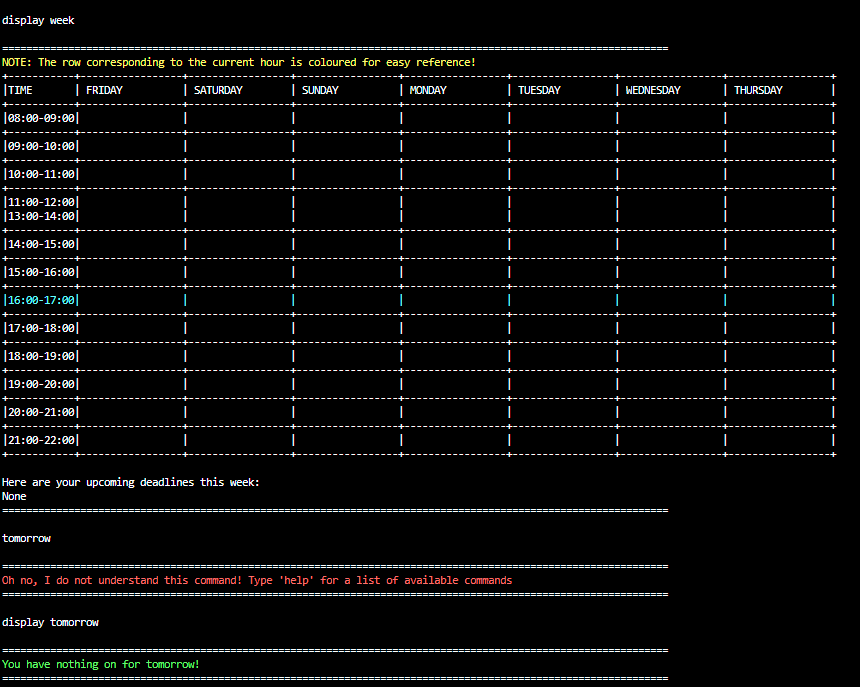 display week
NOTE: The row corresponding to the current hour is coloured for easy reference!
|TIME | FRIDAY | SATURDAY | SUNDAY | MONDAY | TUESDAY | WEDNESDAY | THURSDAY |
|08:00-09:00|
|09:00-10:00|
|10:00-11:00|
|11:00-12:00|
|13:00-14:00|
|14:00-15:00|
|15:00-16:00|
|16:00-17:00|
|17:00-18:00|
|18:00-19:00|
|19:00-20:00|
|20:00-21:00|
|21:00-22:00|
Here are your upcoming deadlines this week:
None
tomorrow
Oh no, I do not understand this command! Type 'help' for a list of available commands
display tomorrow
You have nothing on for tomorrow!